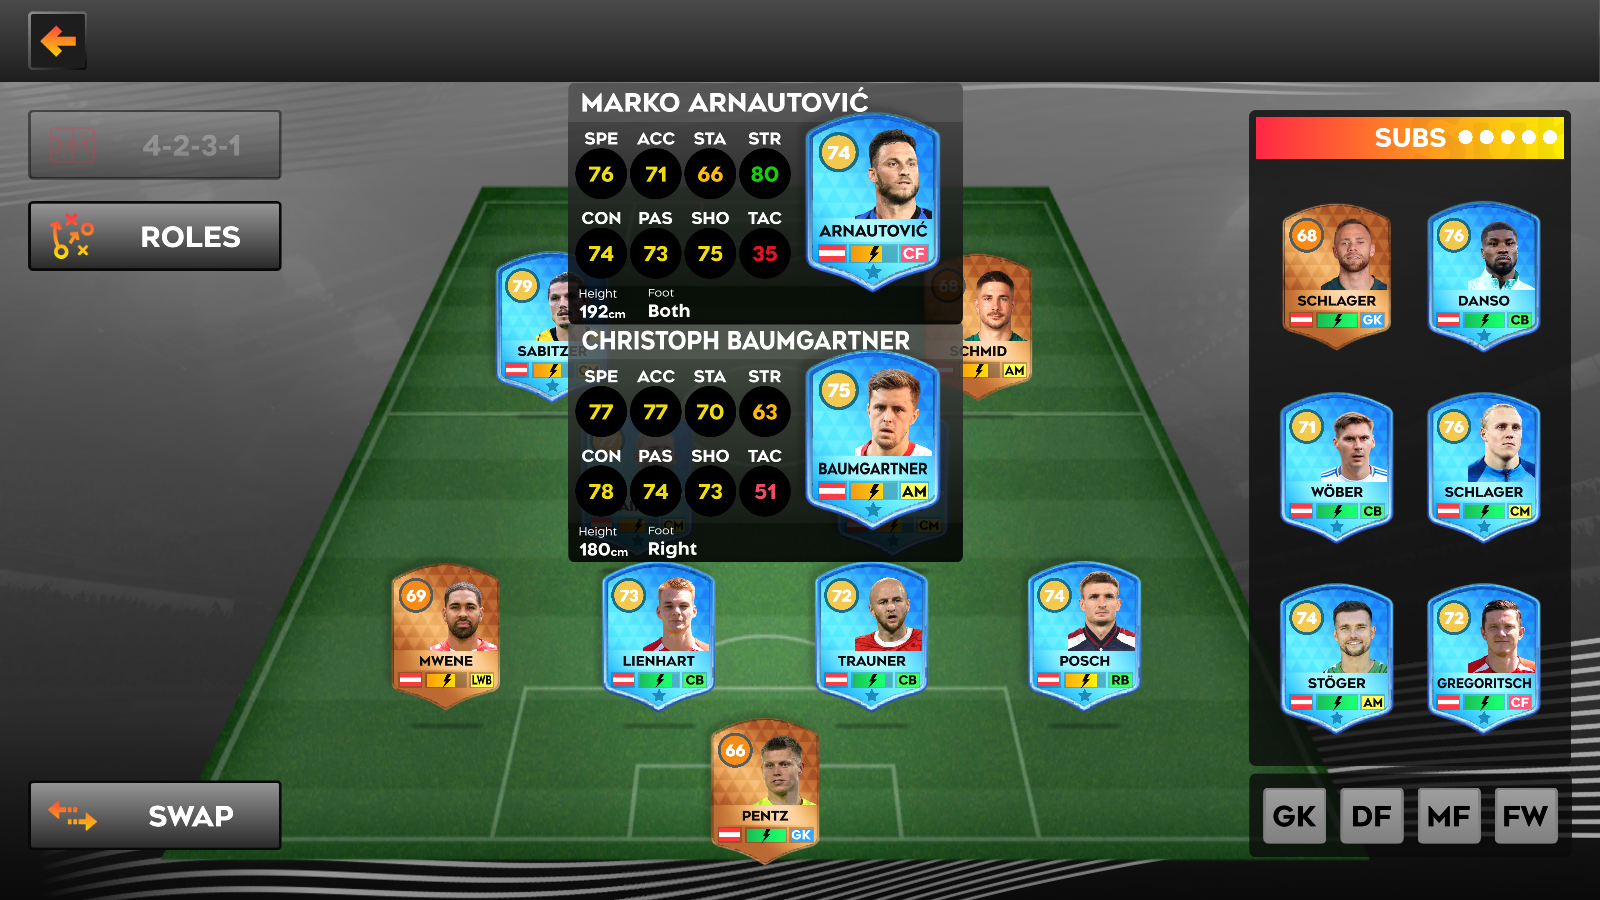 4-2-3-1
ROLES
SWAP
MARKO ARNAUTOVIĆ
SPE ACC STA STR
76 71 66 80
CON PAS SHO TAC
74 73 75 35
Height Foot
192cm Both
74
ARNAUTOVIĆ
CF
CHRISTOPH BAUMGARTNER
SPE ACC STA STR
77 77 70 63
CON PAS SHO TAC
78 74 73 51
Height Foot
180cm Right
75
BAUMGARTNER
AM
79
SABITZER
68
SCHMID
AM
CM
CM
69
MWENE
LWB
73
LIENHART
CB
72
TRAUNER
CB
74
POSCH
RB
66
PENTZ
GK
SUBS
68
SCHLAGER
GK
76
DANSO
CB
71
WÖBER
CB
76
SCHLAGER
CM
74
STÖGER
AM
72
GREGORITSCH
CF
GK DF MF FW